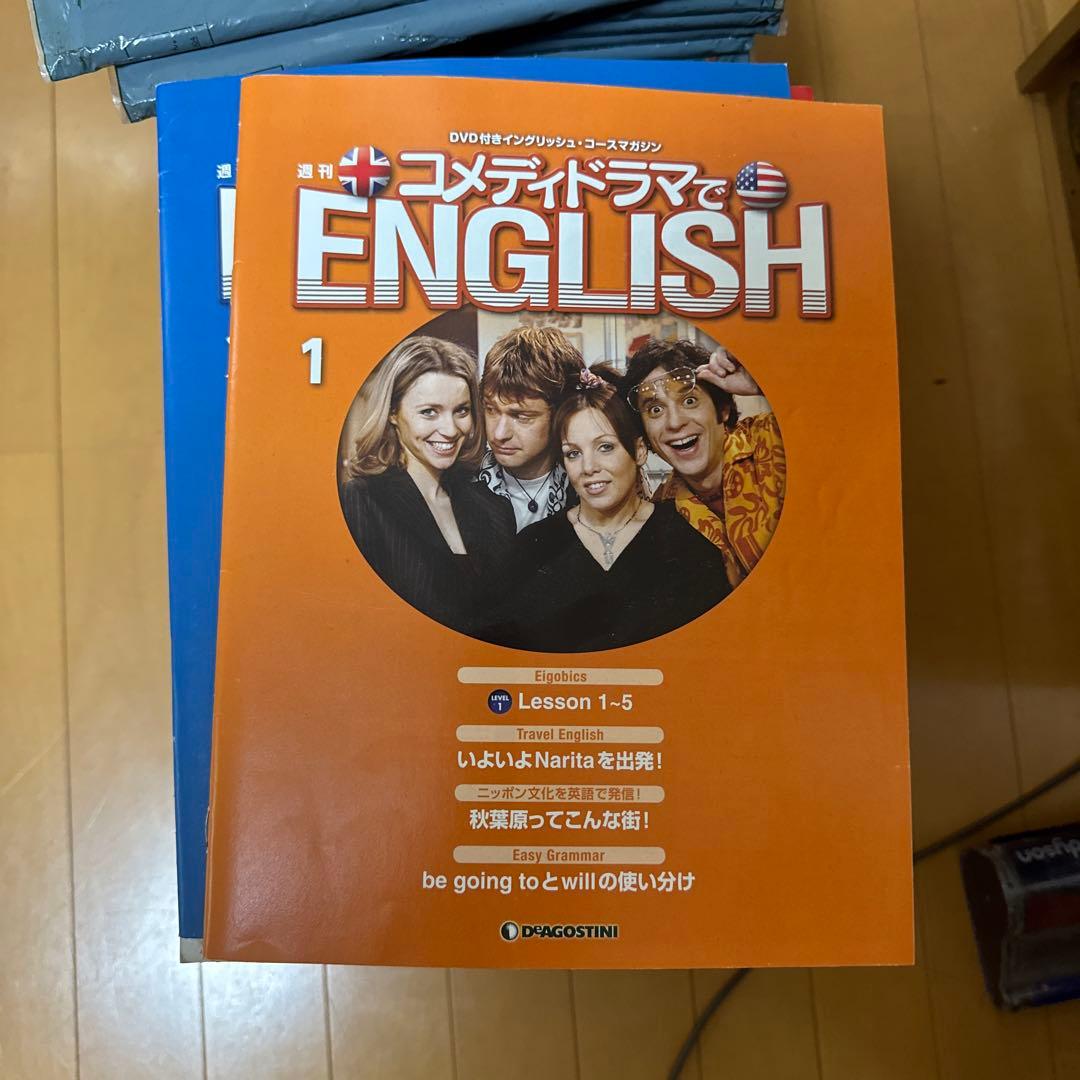 DVD付きイングリッシュ・コースマガジン
週刊
コメディドラマで
ENGLISH
1
Eigobics
LEVEL 1
Lesson 1~5
Travel English
いよいよNaritaを出発!
ニッポン文化を英語で発信!
秋葉原ってこんな街!
Easy Grammar
be going toとwillの使い分け
DEAGOSTINI
週
dyson